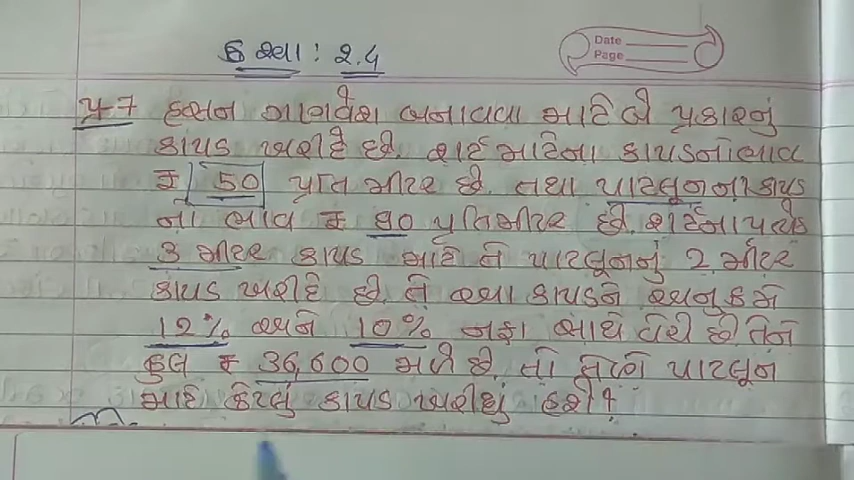 Date
Page
કસ્વા : 2.4
પ્ર-7 હસન ગણવેશ બનાવવા માટે બે પ્રકારનું
કાપડ ખરીદે છે. શર્ટ માટેના કાપડનો ભાવ
₹ 50 પ્રતિ મીટર છે. તથા પાટલૂનના કાપડ
નો ભાવ ₹ 90 પ્રતિમીટર છે. શર્ટના પ્રત્યેક
3 મીટર કાપડ માટે તે પાટલૂનનું 2 મીટર
કાપડ ખરીદે છે. તે આ કાપડને અનુક્રમે
12% અને 10% નફા સાથે વેચે છે તેને
કુલ ₹ 36,600 મળે છે. તો તેણે પાટલૂન
માટે કેટલું કાપડ ખરીદ્યું હશે?